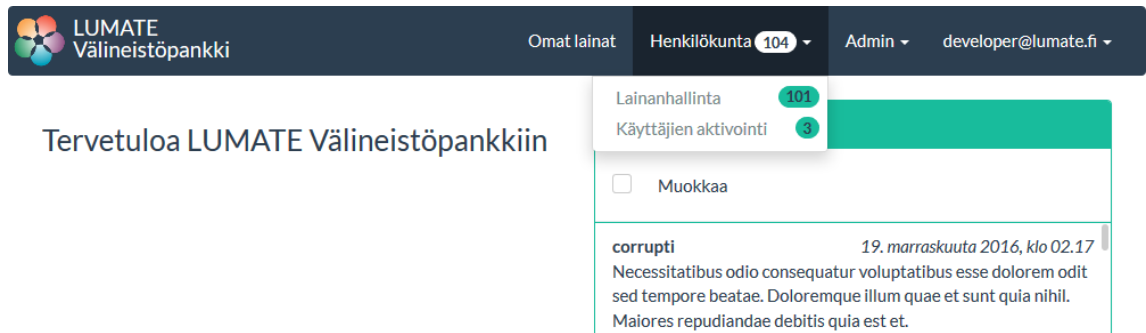 LUMATE
Välineistöpankki
Omat lainat
Henkilökunta 104
Admin
developer@lumate.fi
Lainanhallinta 101
Käyttäjien aktivointi 3
Tervetuloa LUMATE Välineistöpankkiin
Muokkaa
corrupti 19. marraskuuta 2016, klo 02.17
Necessitatibus odio consequatur voluptatibus esse dolorem odit
sed tempore beatae. Doloremque illum quae et sunt quia nihil.
Maiores repudiandae debitis quia est et.